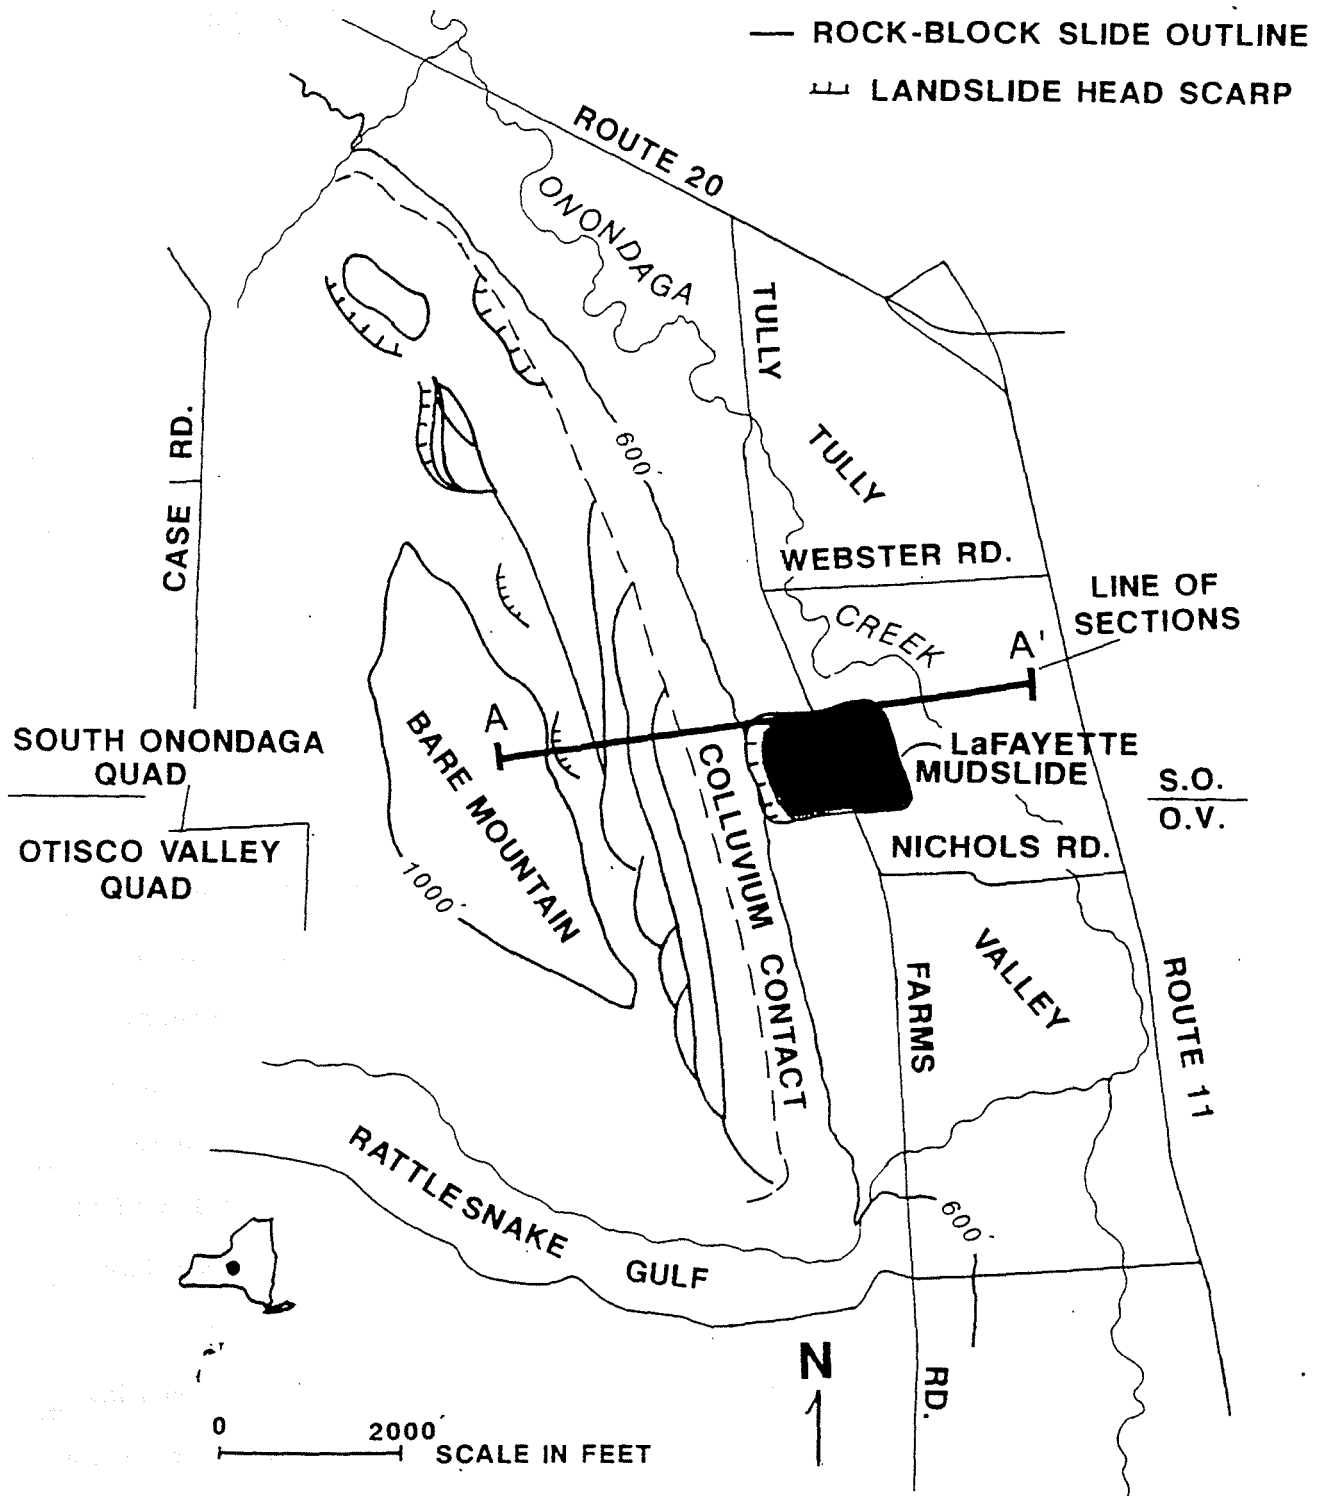 ROCK-BLOCK SLIDE OUTLINE
LANDSLIDE HEAD SCARP
ROUTE 20
ONONDAGA
TULLY
TULLY
600'
CASE RD.
WEBSTER RD.
LINE OF
SECTIONS
CREEK
A'
A
SOUTH ONONDAGA
QUAD
OTISCO VALLEY
QUAD
BARE MOUNTAIN
1000'
COLLUVIUM CONTACT
LaFAYETTE
MUDSLIDE
S.O.
O.V.
NICHOLS RD.
VALLEY
FARMS
ROUTE 11
RATTLESNAKE
GULF
600'
N
RD.
0 2000'
SCALE IN FEET